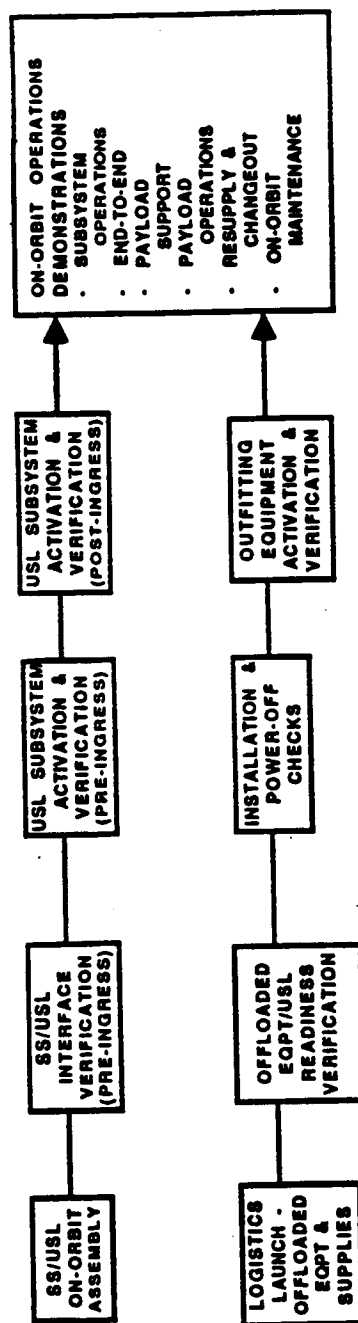 SS/USL
ON-ORBIT
ASSEMBLY
SS/USL
INTERFACE
VERIFICATION
(PRE-INGRESS)
USL SUBSYSTEM
ACTIVATION &
VERIFICATION
(PRE-INGRESS)
USL SUBSYSTEM
ACTIVATION &
VERIFICATION
(POST-INGRESS)
ON-ORBIT OPERATIONS
DEMONSTRATIONS
· SUBSYSTEM
OPERATIONS
· END-TO-END
· PAYLOAD
SUPPORT
· PAYLOAD
OPERATIONS
· RESUPPLY &
CHANGEOUT
· ON-ORBIT
MAINTENANCE
LOGISTICS
LAUNCH -
OFFLOADED
EQPT &
SUPPLIES
OFFLOADED
EQPT/USL
READINESS
VERIFICATION
INSTALLATION &
POWER-OFF
CHECKS
OUTFITTING
EQUIPMENT
ACTIVATION &
VERIFICATION